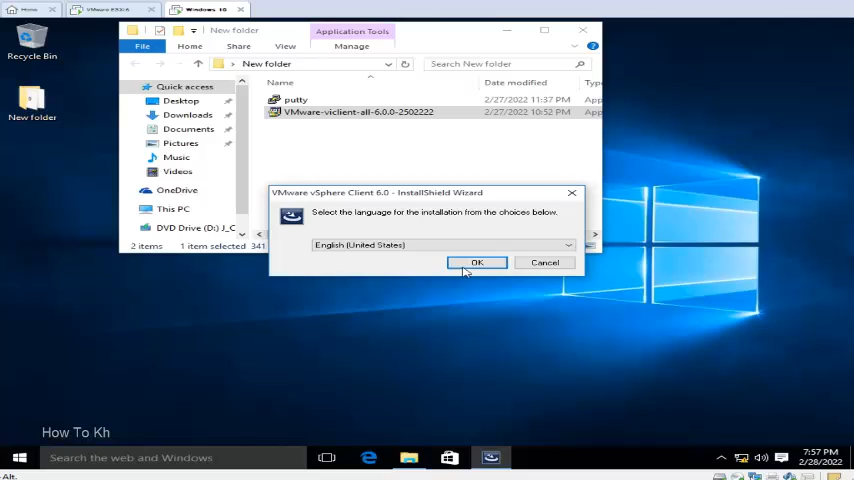 Home
VMware ESXi 6
Windows 10
Application Tools
New folder
File
Home
Share
View
Manage
New folder
Search New folder
Quick access
Desktop
Downloads
Documents
Pictures
Music
Videos
OneDrive
This PC
DVD Drive (D:) J_C
Name
Date modified
putty
2/27/2022 11:37 PM
App
VMware-viclient-all-6.0.0-2502222
2/27/2022 10:52 PM
App
2 items
1 item selected
341
VMware vSphere Client 6.0 - InstallShield Wizard
Select the language for the installation from the choices below.
English (United States)
OK
Cancel
Recycle Bin
New folder
How To Kh
Search the web and Windows
7:57 PM
2/28/2022
Alt.